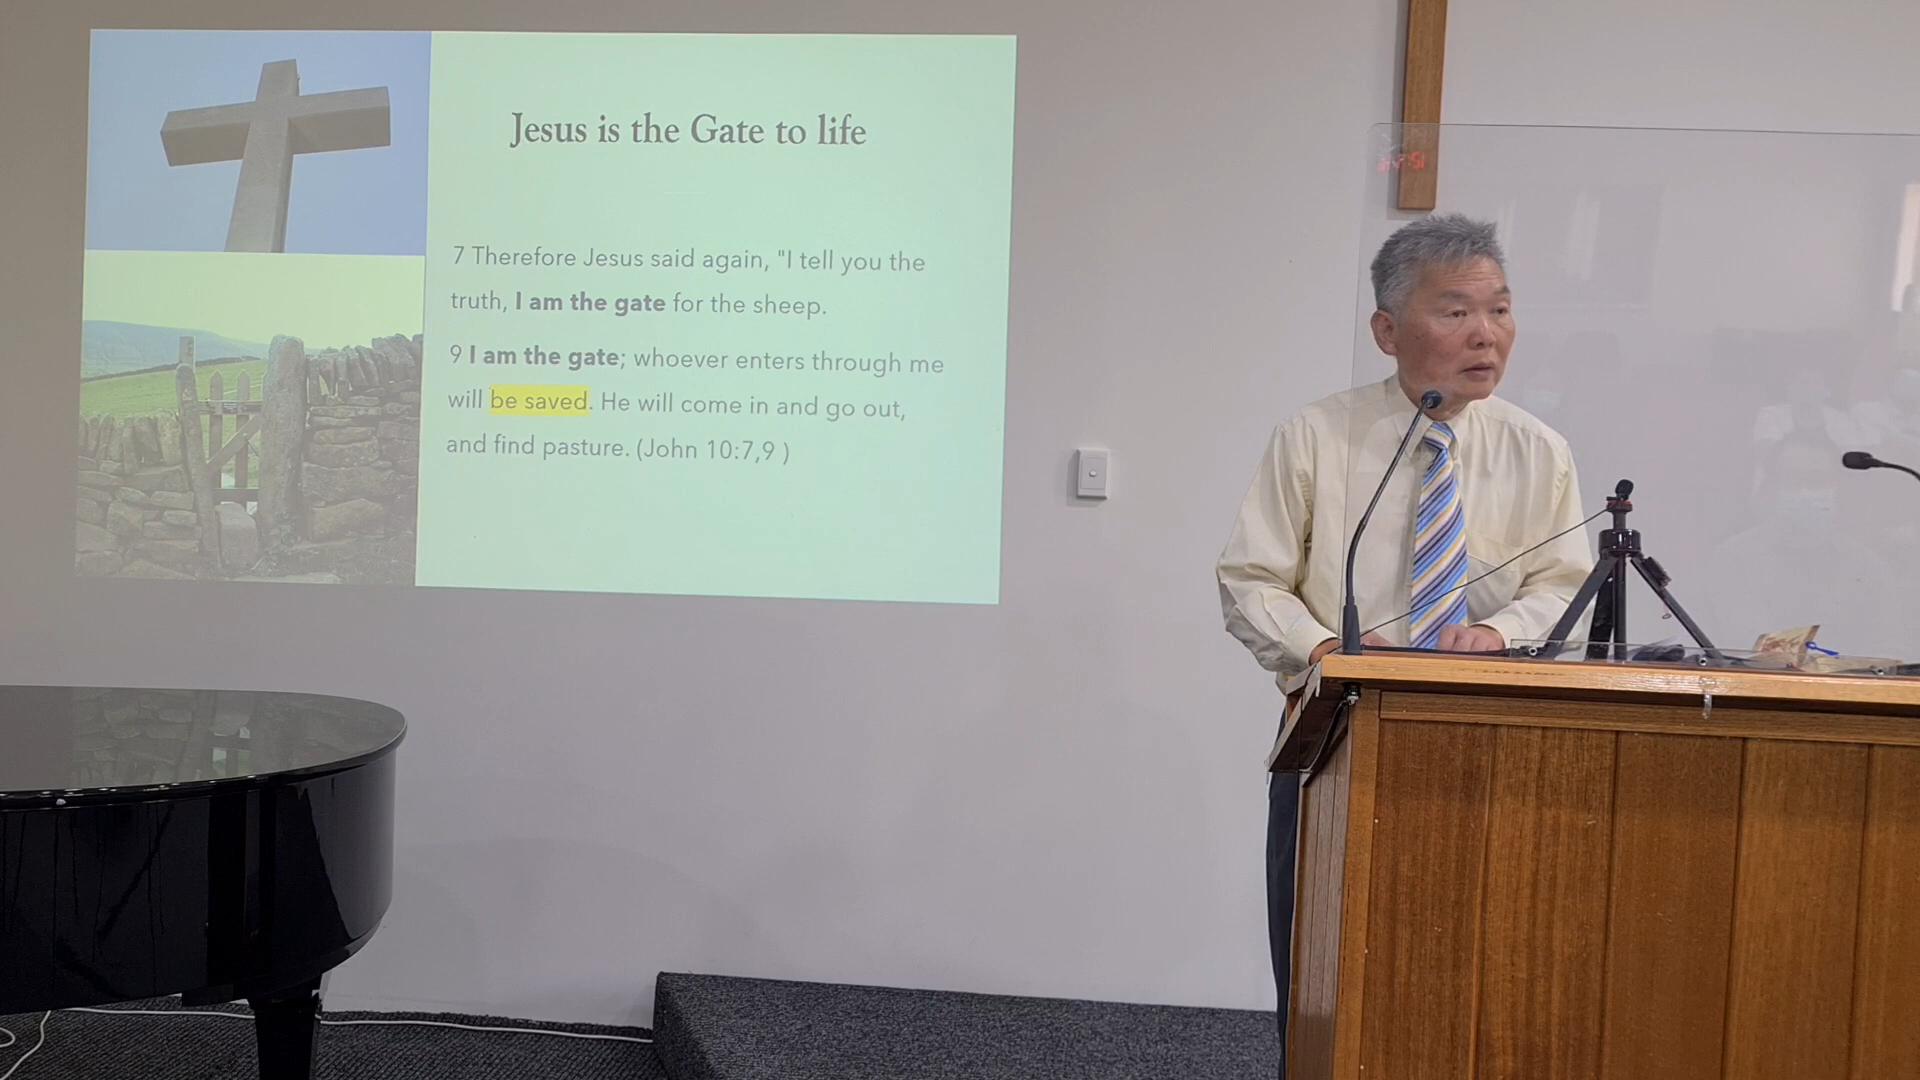 Jesus is the Gate to life
7 Therefore Jesus said again, "I tell you the
truth, I am the gate for the sheep.
9 I am the gate; whoever enters through me
will be saved. He will come in and go out,
and find pasture. (John 10:7,9 )